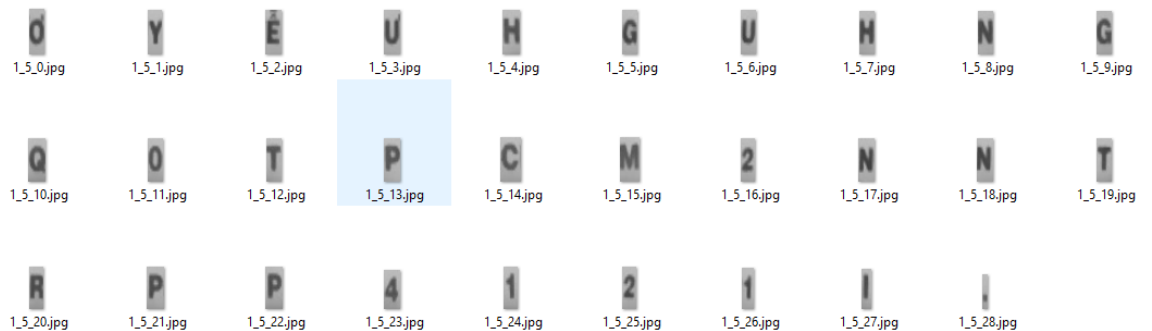 Ơ Y Ễ Ư H G U H N G
1_5_0.jpg 1_5_1.jpg 1_5_2.jpg 1_5_3.jpg 1_5_4.jpg 1_5_5.jpg 1_5_6.jpg 1_5_7.jpg 1_5_8.jpg 1_5_9.jpg
Q 0 T P C M 2 N N T
1_5_10.jpg 1_5_11.jpg 1_5_12.jpg 1_5_13.jpg 1_5_14.jpg 1_5_15.jpg 1_5_16.jpg 1_5_17.jpg 1_5_18.jpg 1_5_19.jpg
R P P 4 1 2 1 I .
1_5_20.jpg 1_5_21.jpg 1_5_22.jpg 1_5_23.jpg 1_5_24.jpg 1_5_25.jpg 1_5_26.jpg 1_5_27.jpg 1_5_28.jpg